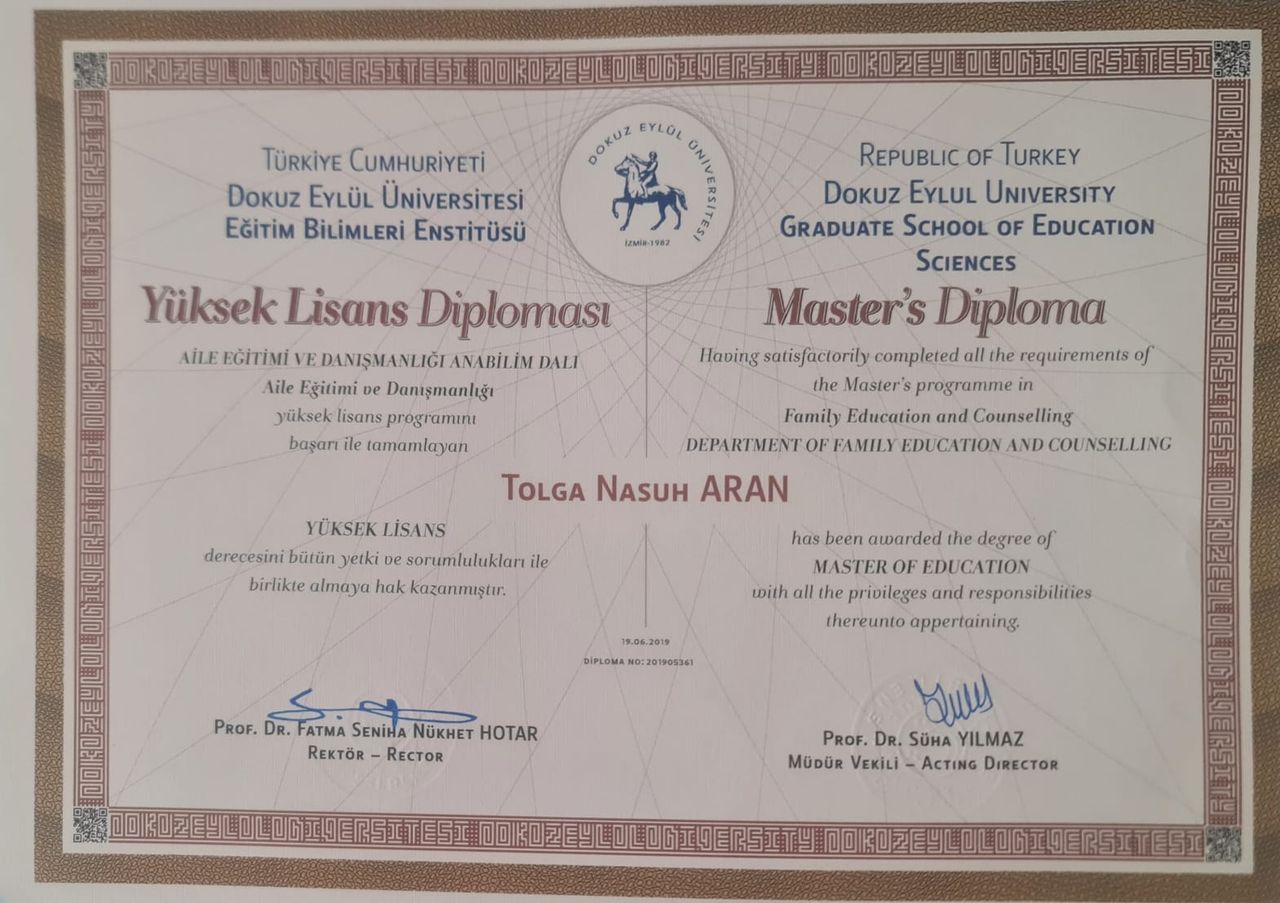 DOKUZ EYLÜL ÜNİVERSİTESİ
İZMİR-1982
TÜRKİYE CUMHURİYETİ
DOKUZ EYLÜL ÜNİVERSİTESİ
EĞİTİM BİLİMLERİ ENSTİTÜSÜ
Yüksek Lisans Diploması
AİLE EĞİTİMİ VE DANIŞMANLIĞI ANABİLİM DALI
Aile Eğitimi ve Danışmanlığı
yüksek lisans programını
başarı ile tamamlayan
REPUBLIC OF TURKEY
DOKUZ EYLUL UNIVERSITY
GRADUATE SCHOOL OF EDUCATION
SCIENCES
Master's Diploma
Having satisfactorily completed all the requirements of
the Master's programme in
Family Education and Counselling
DEPARTMENT OF FAMILY EDUCATION AND COUNSELLING
TOLGA NASUH ARAN
YÜKSEK LİSANS
derecesini bütün yetki ve sorumlulukları ile
birlikte almaya hak kazanmıştır.
has been awarded the degree of
MASTER OF EDUCATION
with all the privileges and responsibilities
thereunto appertaining.
19.06.2019
DİPLOMA NO: 201905361
PROF. DR. FATMA SENİHA NÜKHET HOTAR
REKTÖR – RECTOR
PROF. DR. SÜHA YILMAZ
MÜDÜR VEKİLİ – ACTING DIRECTOR